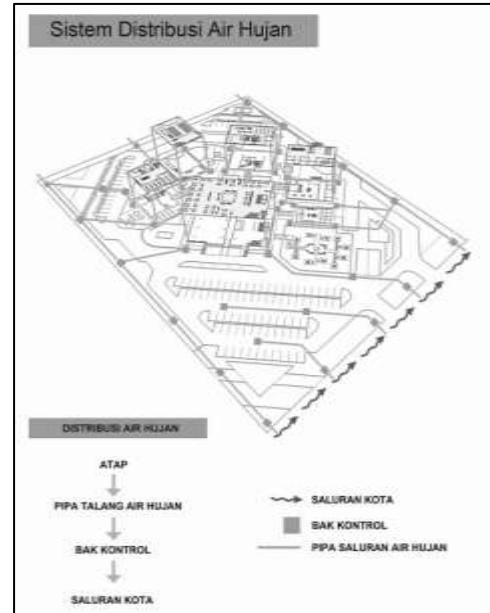 Sistem Distribusi Air Hujan
DISTRIBUSI AIR HUJAN
ATAP
PIPA TALANG AIR HUJAN
BAK KONTROL
SALURAN KOTA
SALURAN KOTA
BAK KONTROL
PIPA SALURAN AIR HUJAN